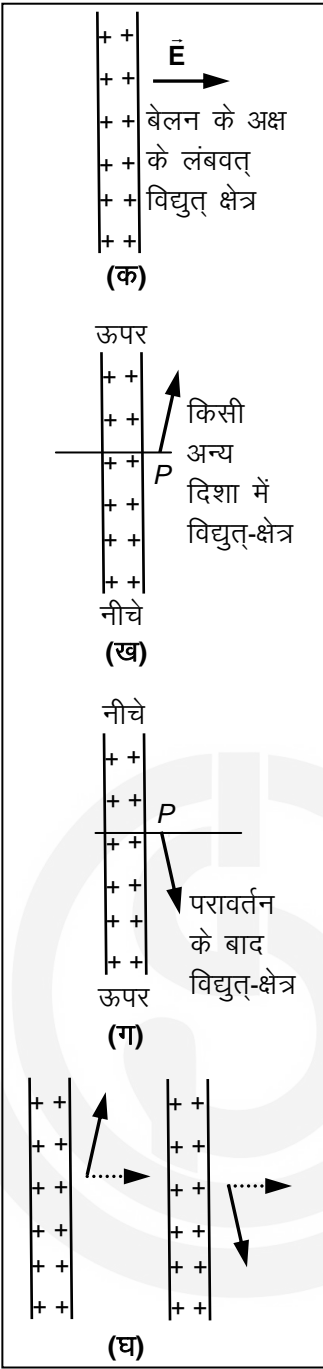 + +
+ +
+ +
+ +
+ +
+ +
E
बेलन के अक्ष
के लंबवत्
विद्युत् क्षेत्र
(क)
ऊपर
+ +
+ +
+ +
+ +
+ +
+ +
P
किसी
अन्य
दिशा में
विद्युत्-क्षेत्र
नीचे
(ख)
नीचे
+ +
+ +
+ +
+ +
+ +
+ +
P
परावर्तन
के बाद
विद्युत्-क्षेत्र
ऊपर
(ग)
+ + + +
+ + + +
+ + + +
+ + + +
+ + + +
+ + + +
(घ)